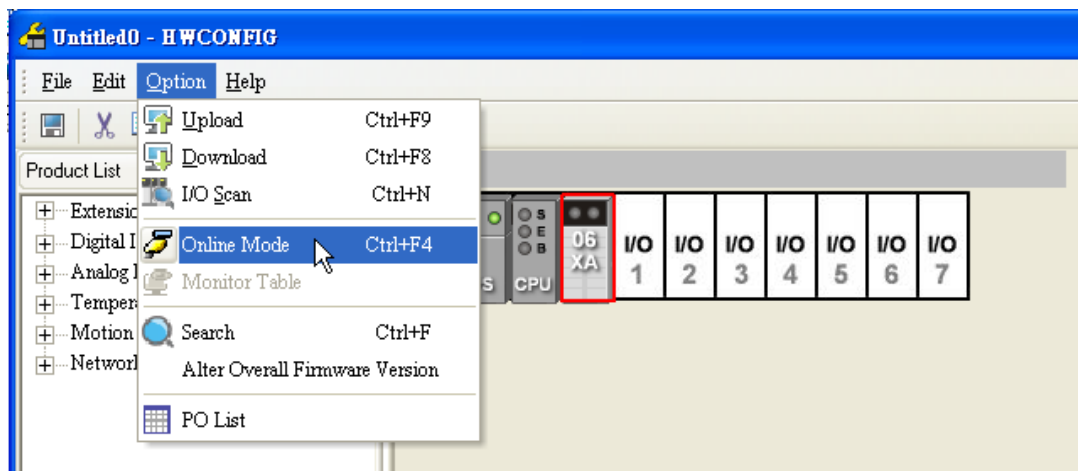 Untitled0 - HWCONFIG
File Edit Option Help
Upload Ctrl+F9
Download Ctrl+F8
I/O Scan Ctrl+N
Online Mode Ctrl+F4
Monitor Table
Search Ctrl+F
Alter Overall Firmware Version
PO List
Product List
Extensio
Digital I
Analog I
Temper
Motion
Networl
S
S
E
B
CPU
06
XA
I/O
1
I/O
2
I/O
3
I/O
4
I/O
5
I/O
6
I/O
7